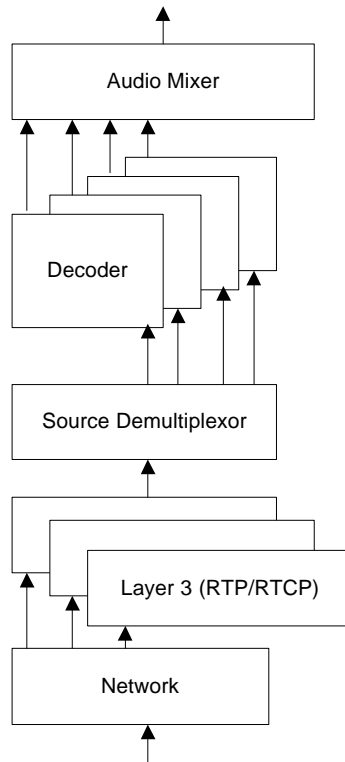 Audio Mixer
Decoder
Source Demultiplexor
Layer 3 (RTP/RTCP)
Network